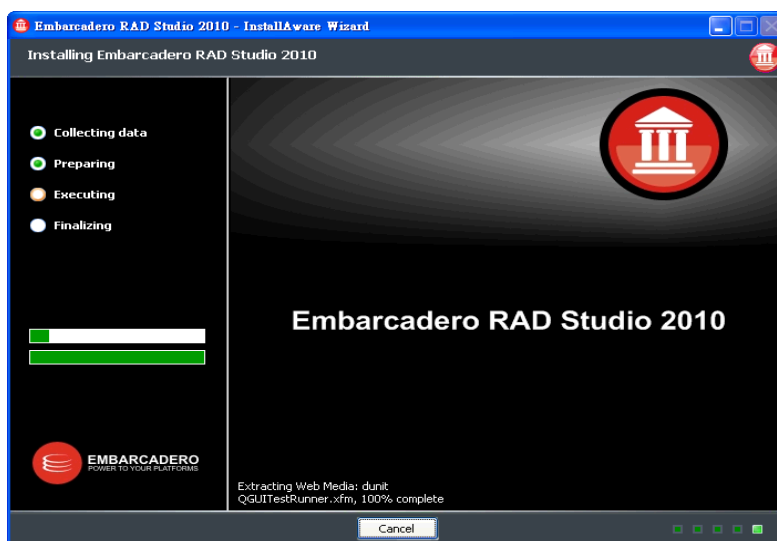 Embarcadero RAD Studio 2010 - InstallAware Wizard
Installing Embarcadero RAD Studio 2010
Collecting data
Preparing
Executing
Finalizing
Embarcadero RAD Studio 2010
EMBARCADERO
POWER TO YOUR PLATFORMS
Extracting Web Media: dunit
QGUITestRunner.xfm, 100% complete
Cancel